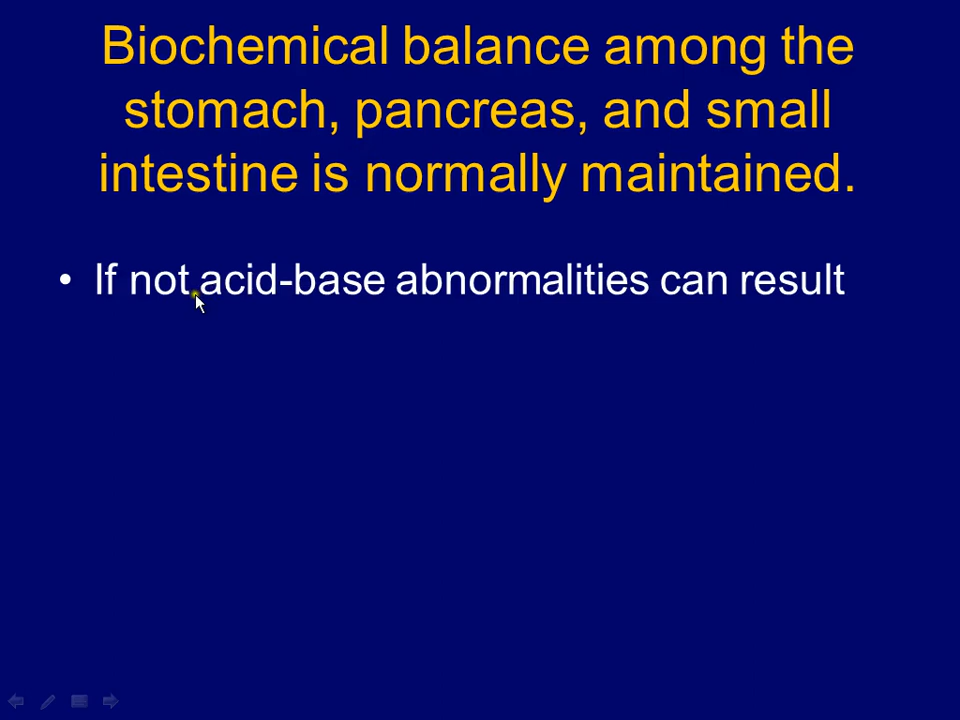 Biochemical balance among the
stomach, pancreas, and small
intestine is normally maintained.
• If not acid-base abnormalities can result